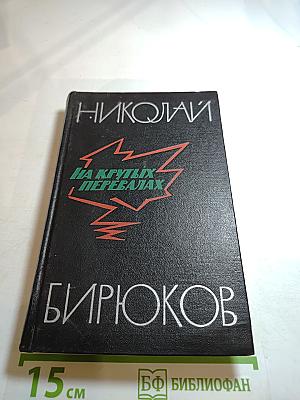 НИКОЛАЙ
НА КРУТЫХ
ПЕРЕВАЛАХ
БИРЮКОВ
15 см
БФ БИБЛИОФАН